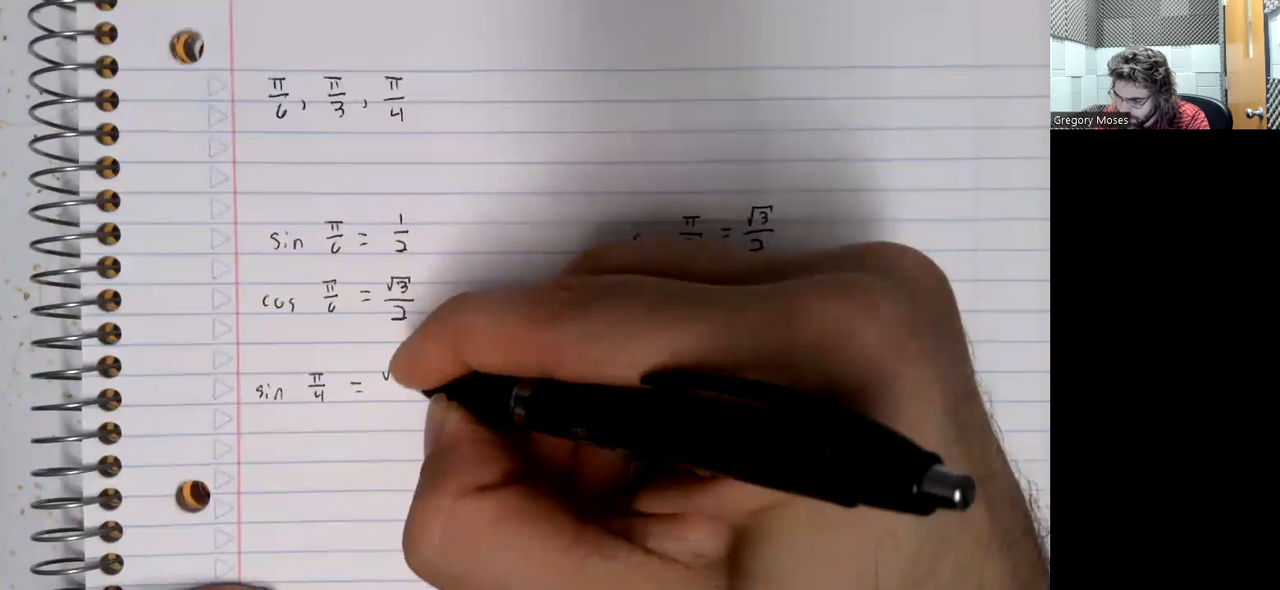 π/6, π/3, π/4
sin π/6 = 1/2
π = √3/2
cos π/6 = √3/2
sin π/4 =
Gregory Moses